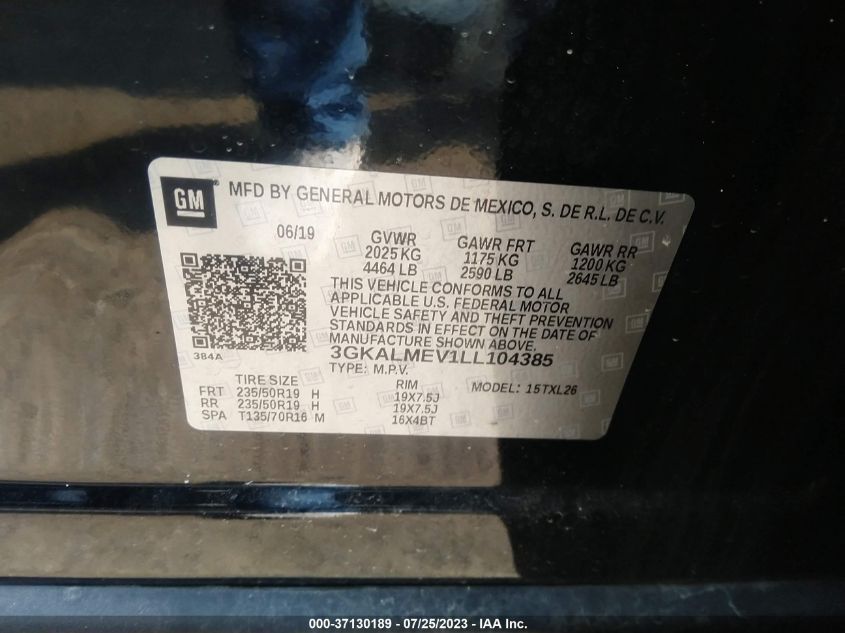 GM
MFD BY GENERAL MOTORS DE MEXICO, S. DE R.L. DE C.V.
06/19
GVWR GAWR FRT GAWR RR
2025 KG 1175 KG 1200 KG
4464 LB 2590 LB 2645 LB
THIS VEHICLE CONFORMS TO ALL
APPLICABLE U.S. FEDERAL MOTOR
VEHICLE SAFETY AND THEFT PREVENTION
STANDARDS IN EFFECT ON THE DATE OF
MANUFACTURE SHOWN ABOVE.
384A
3GKALMEV1LL104385
TYPE: M.P.V. MODEL: 15TXL26
TIRE SIZE RIM
FRT 235/50R19 H 19X7.5J
RR 235/50R19 H 19X7.5J
SPA T135/70R16 M 16X4BT
000-37130189 - 07/25/2023 - IAA Inc.